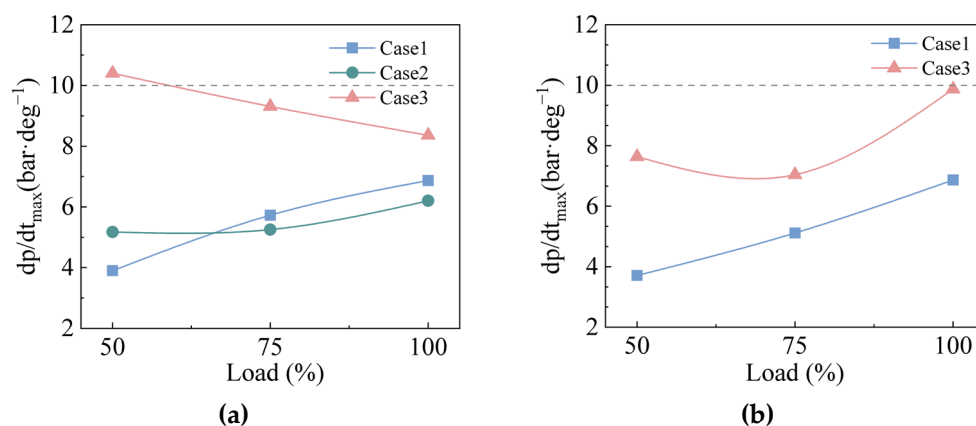 12
10
8
6
4
2
dp/dt_max(bar·deg⁻¹)
Case1
Case2
Case3
50
75
100
Load (%)
(a)
12
10
8
6
4
2
dp/dt_max(bar·deg⁻¹)
Case1
Case3
50
75
100
Load (%)
(b)